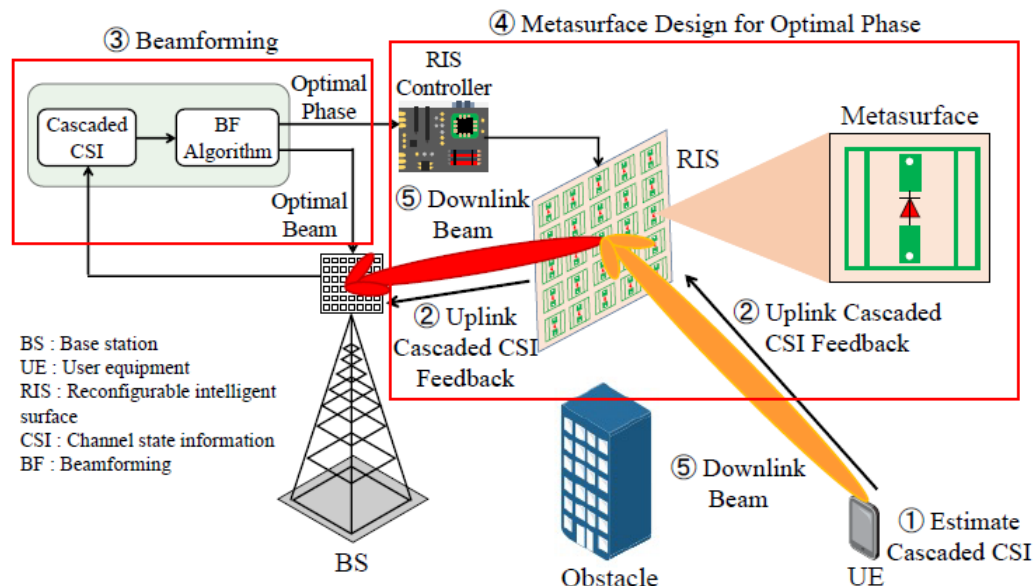 ④ Metasurface Design for Optimal Phase
③ Beamforming
RIS
Controller
Optimal
Phase
Cascaded
CSI
BF
Algorithm
Metasurface
RIS
⑤ Downlink
Beam
Optimal
Beam
② Uplink
Cascaded CSI
Feedback
② Uplink Cascaded
CSI Feedback
BS : Base station
UE : User equipment
RIS : Reconfigurable intelligent
surface
CSI : Channel state information
BF : Beamforming
⑤ Downlink
Beam
① Estimate
Cascaded CSI
BS
Obstacle
UE